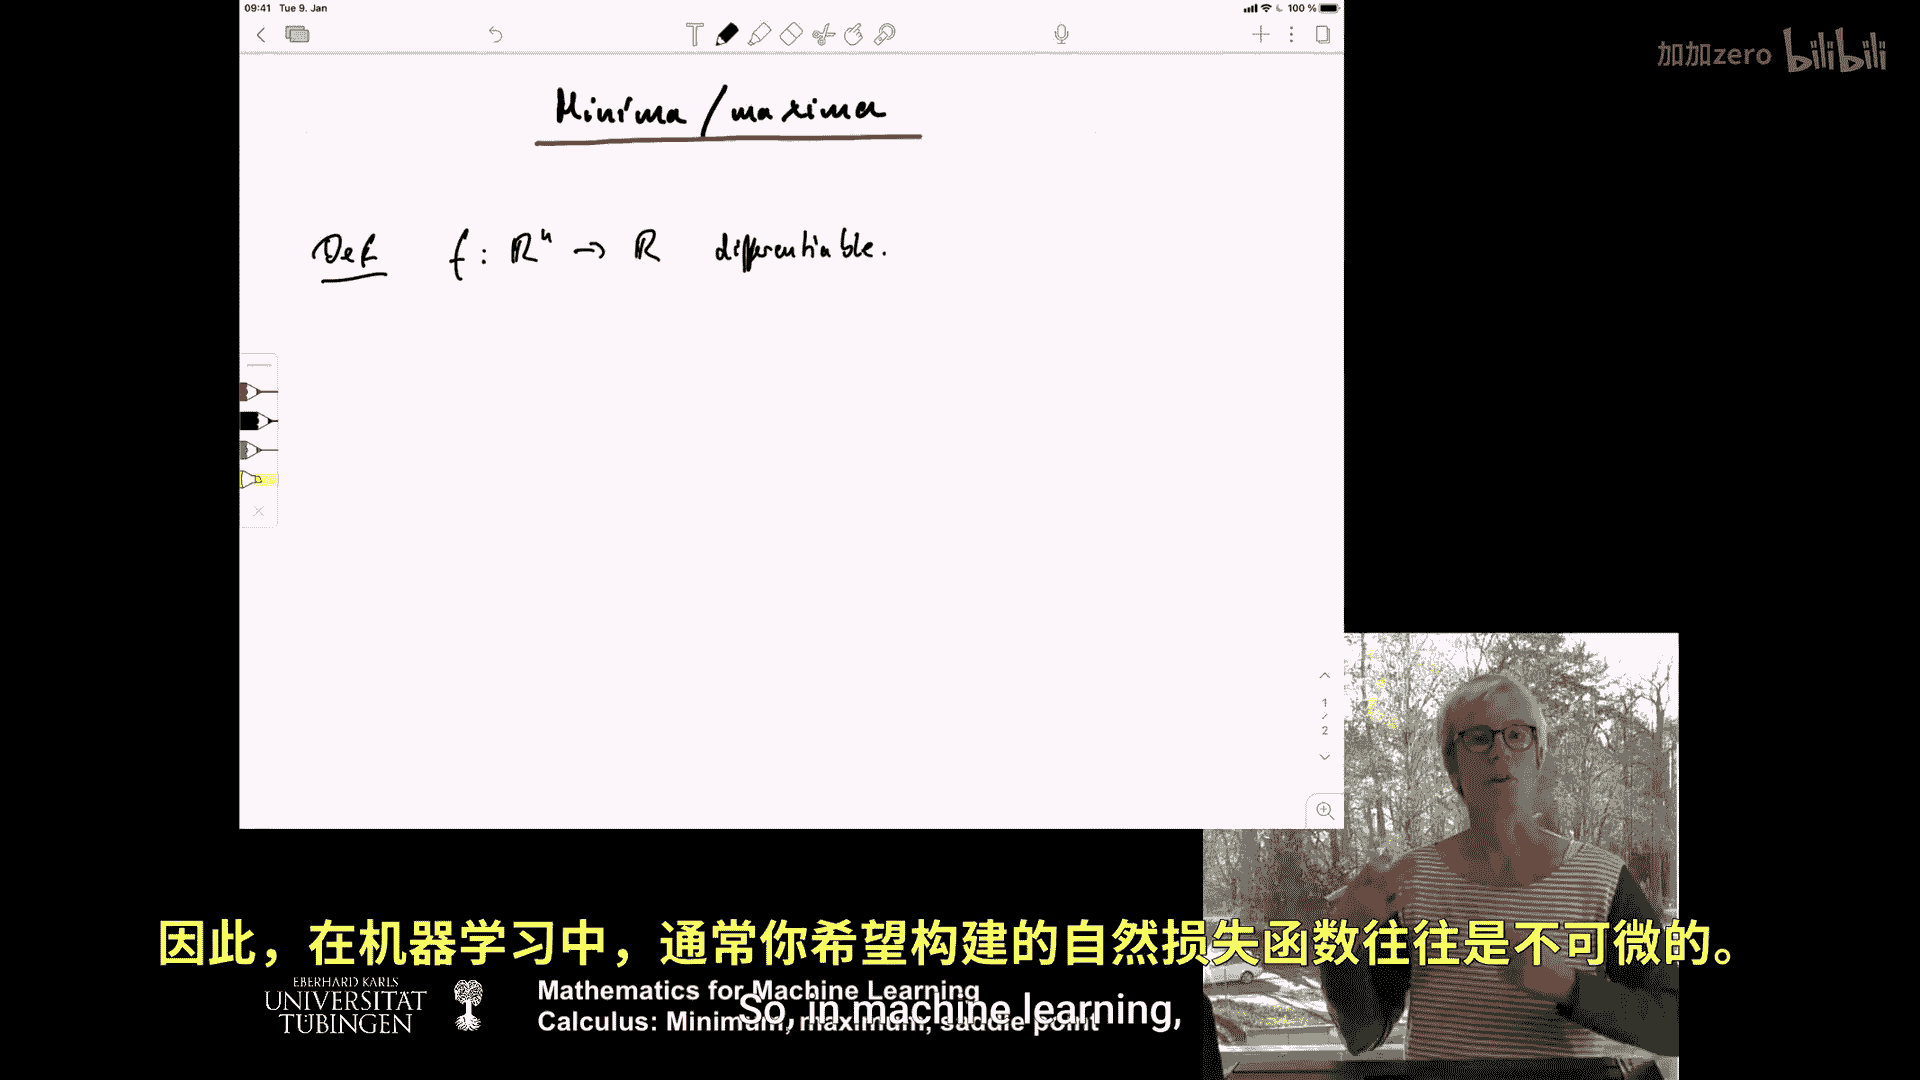 09:41 Tue 9. Jan
100 %
加加zero bilibili
T
Minima / maxima
Def f : ℝⁿ → ℝ differentiable.
1
/
2
因此，在机器学习中，通常你希望构建的自然损失函数往往是不可微的。
EBERHARD KARLS
UNIVERSITÄT
TÜBINGEN
Mathematics for Machine Learning
Calculus: Minimum, maximum, saddle point
So, in machine learning,